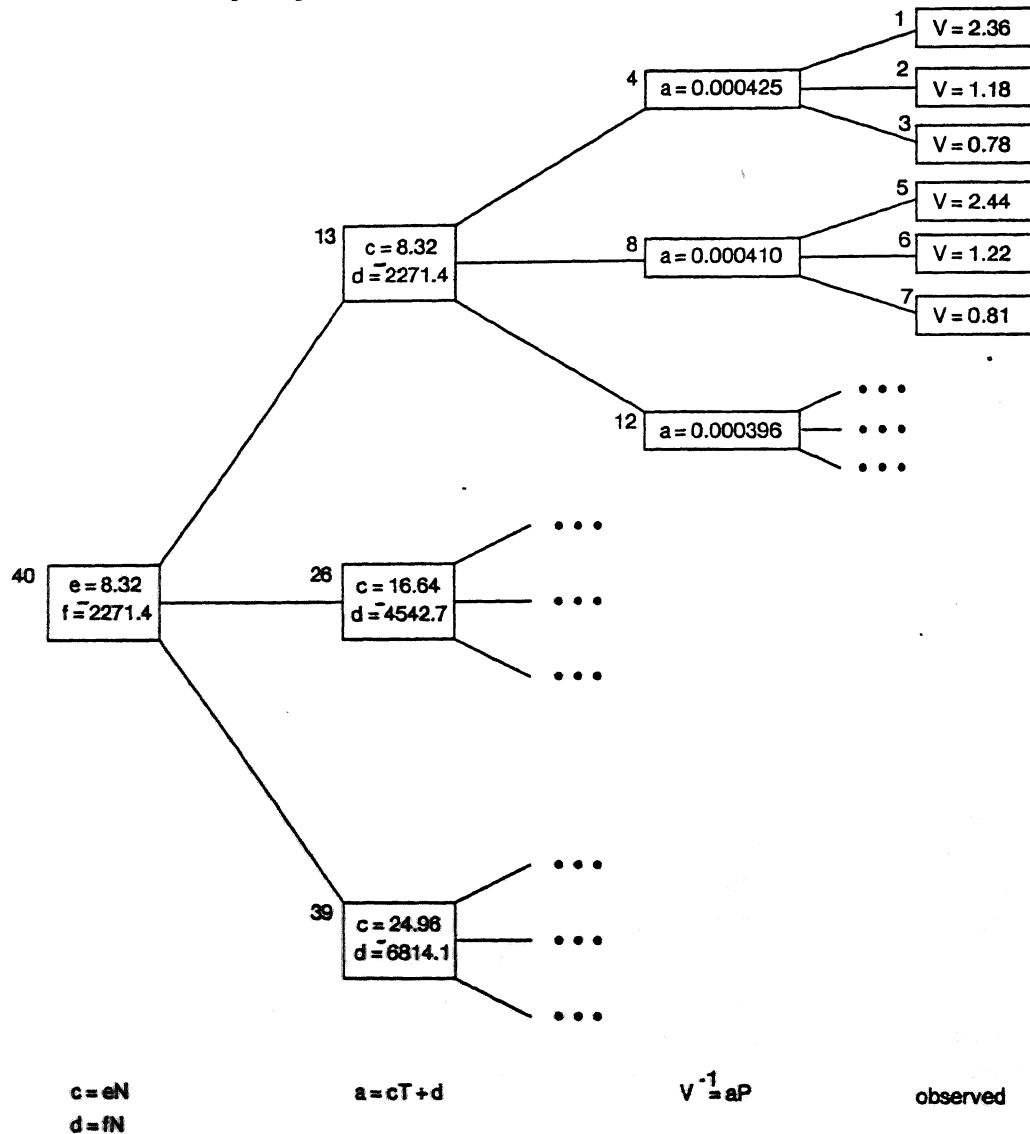 1
V = 2.36
2
V = 1.18
3
V = 0.78
4
a = 0.000425
5
V = 2.44
6
V = 1.22
7
V = 0.81
8
a = 0.000410
12
a = 0.000396
13
c = 8.32
d = ⁻2271.4
26
c = 16.64
d = ⁻4542.7
39
c = 24.96
d = ⁻6814.1
40
e = 8.32
f = ⁻2271.4
c = eN
d = fN
a = cT + d
V⁻¹ = aP
observed